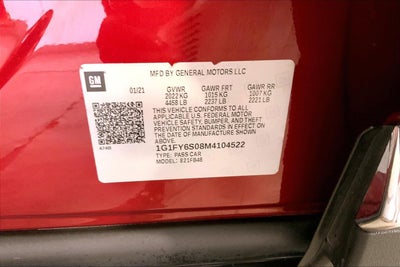 GM
MFD BY GENERAL MOTORS LLC
01/21 GVWR GAWR FRT GAWR RR
2022 KG 1015 KG 1007 KG
4458 LB 2237 LB 2221 LB
THIS VEHICLE CONFORMS TO ALL
APPLICABLE U.S. FEDERAL MOTOR
VEHICLE SAFETY, BUMPER, AND THEFT
PREVENTION STANDARDS IN EFFECT ON
THE DATE OF MANUFACTURE SHOWN
ABOVE.
1G1FY6S08M4104522
TYPE: PASS CAR
MODEL: